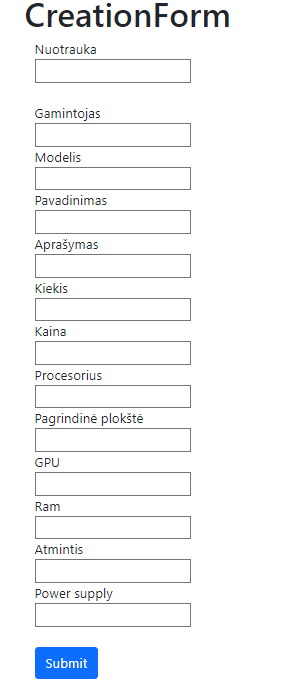 CreationForm
Nuotrauka
Gamintojas
Modelis
Pavadinimas
Aprašymas
Kiekis
Kaina
Procesorius
Pagrindinė plokštė
GPU
Ram
Atmintis
Power supply
Submit